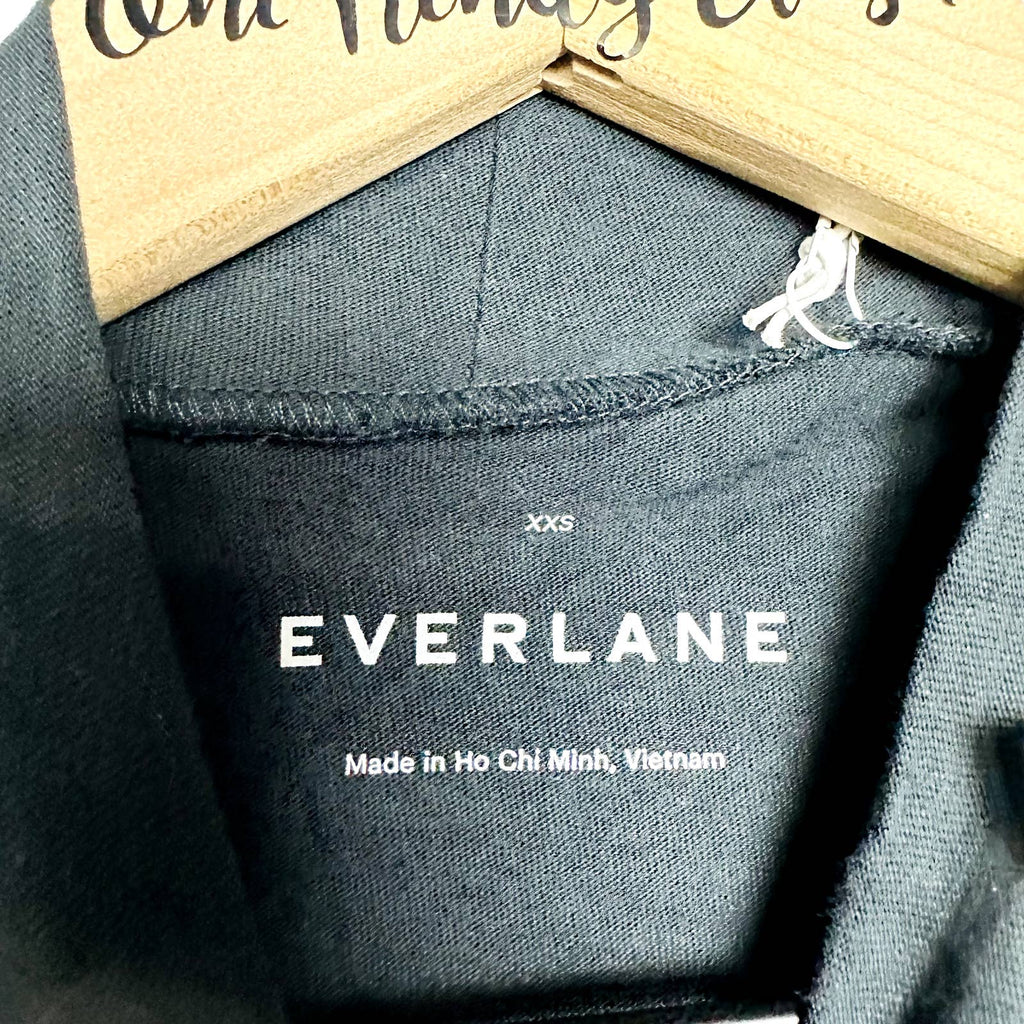 XXS
EVERLANE
Made in Ho Chi Minh, Vietnam